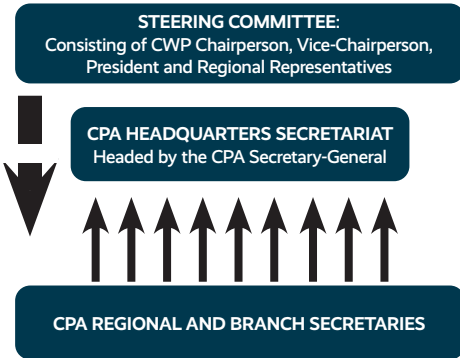 STEERING COMMITTEE:
Consisting of CWP Chairperson, Vice-Chairperson,
President and Regional Representatives
CPA HEADQUARTERS SECRETARIAT
Headed by the CPA Secretary-General
CPA REGIONAL AND BRANCH SECRETARIES